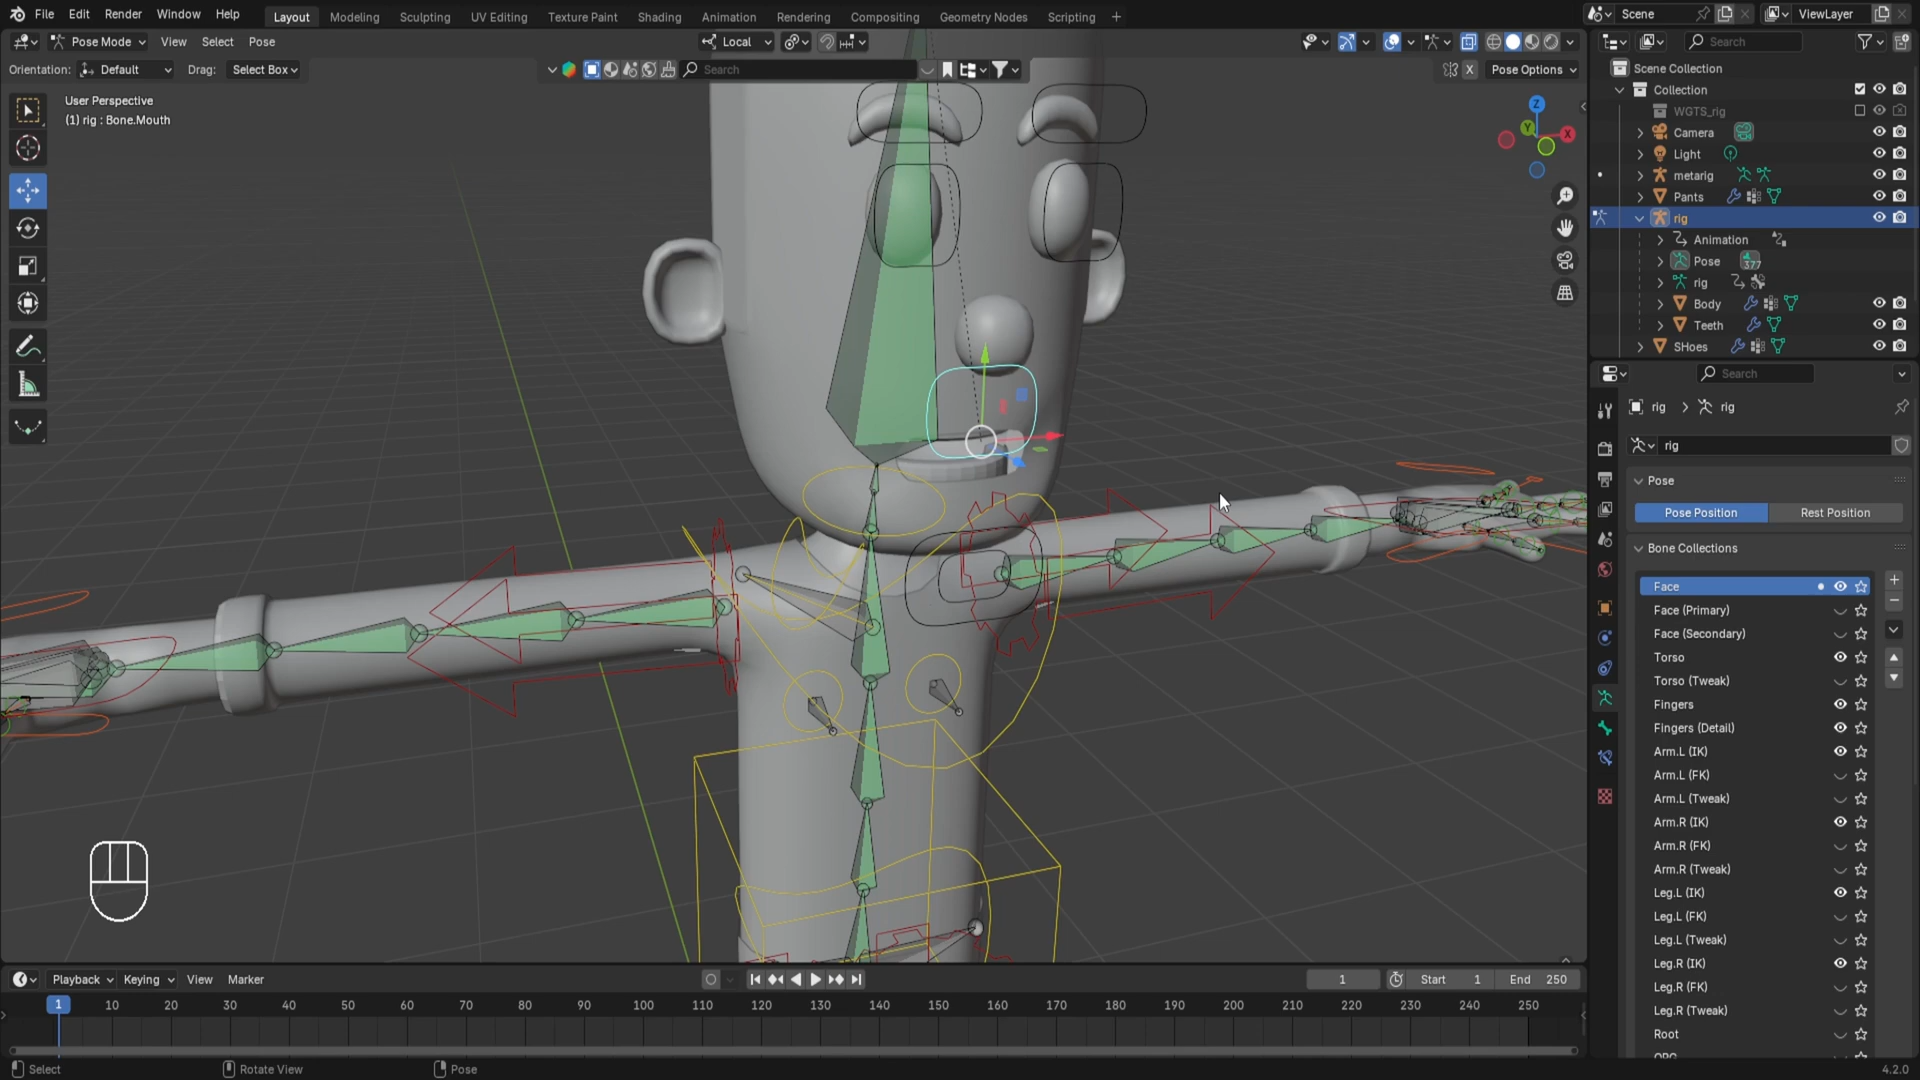 File Edit Render Window Help Layout Modeling Sculpting UV Editing Texture Paint Shading Animation Rendering Compositing Geometry Nodes Scripting + Scene ViewLayer
Pose Mode View Select Pose Local Search
Orientation: Default Drag: Select Box Search X Pose Options
User Perspective
(1) rig : Bone.Mouth
Z
Y
X
Scene Collection
Collection
WGTS_rig
Camera
Light
metarig
Pants
rig
Animation
Pose 377
rig
Body
Teeth
SHoes
Search
rig > rig
rig
Pose
Pose Position Rest Position
Bone Collections
Face
Face (Primary)
Face (Secondary)
Torso
Torso (Tweak)
Fingers
Fingers (Detail)
Arm.L (IK)
Arm.L (FK)
Arm.L (Tweak)
Arm.R (IK)
Arm.R (FK)
Arm.R (Tweak)
Leg.L (IK)
Leg.L (FK)
Leg.L (Tweak)
Leg.R (IK)
Leg.R (FK)
Leg.R (Tweak)
Root
Playback Keying View Marker 1 Start 1 End 250
1 10 20 30 40 50 60 70 80 90 100 110 120 130 140 150 160 170 180 190 200 210 220 230 240 250
Select Rotate View Pose 4.2.0